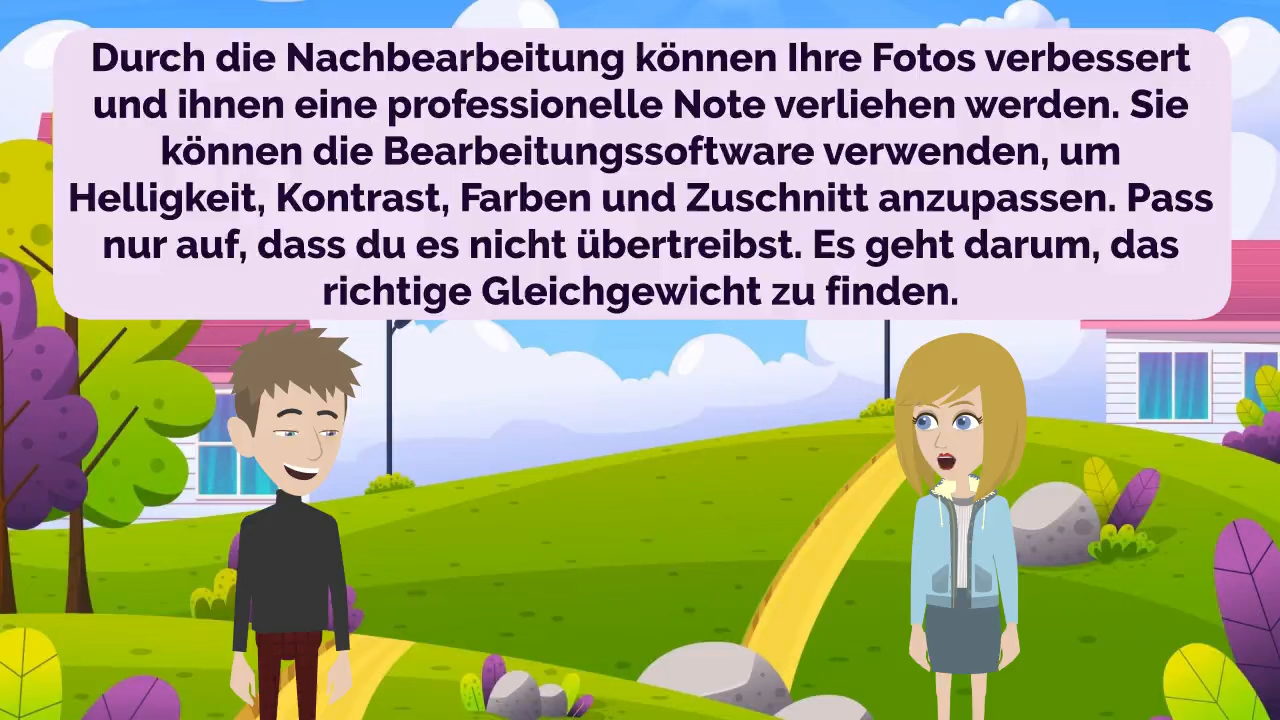 Durch die Nachbearbeitung können Ihre Fotos verbessert
und ihnen eine professionelle Note verliehen werden. Sie
können die Bearbeitungssoftware verwenden, um
Helligkeit, Kontrast, Farben und Zuschnitt anzupassen. Pass
nur auf, dass du es nicht übertreibst. Es geht darum, das
richtige Gleichgewicht zu finden.